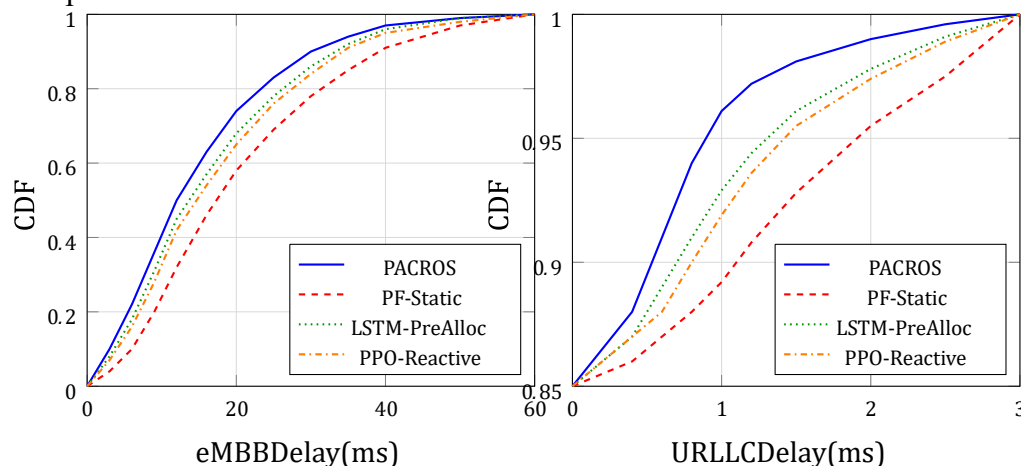 1
0.8
0.6
0.4
0.2
0
0
20
40
60
CDF
eMBBDelay(ms)
PACROS
PF-Static
LSTM-PreAlloc
PPO-Reactive
1
0.95
0.9
0.85
0
1
2
3
CDF
URLLCDelay(ms)
PACROS
PF-Static
LSTM-PreAlloc
PPO-Reactive